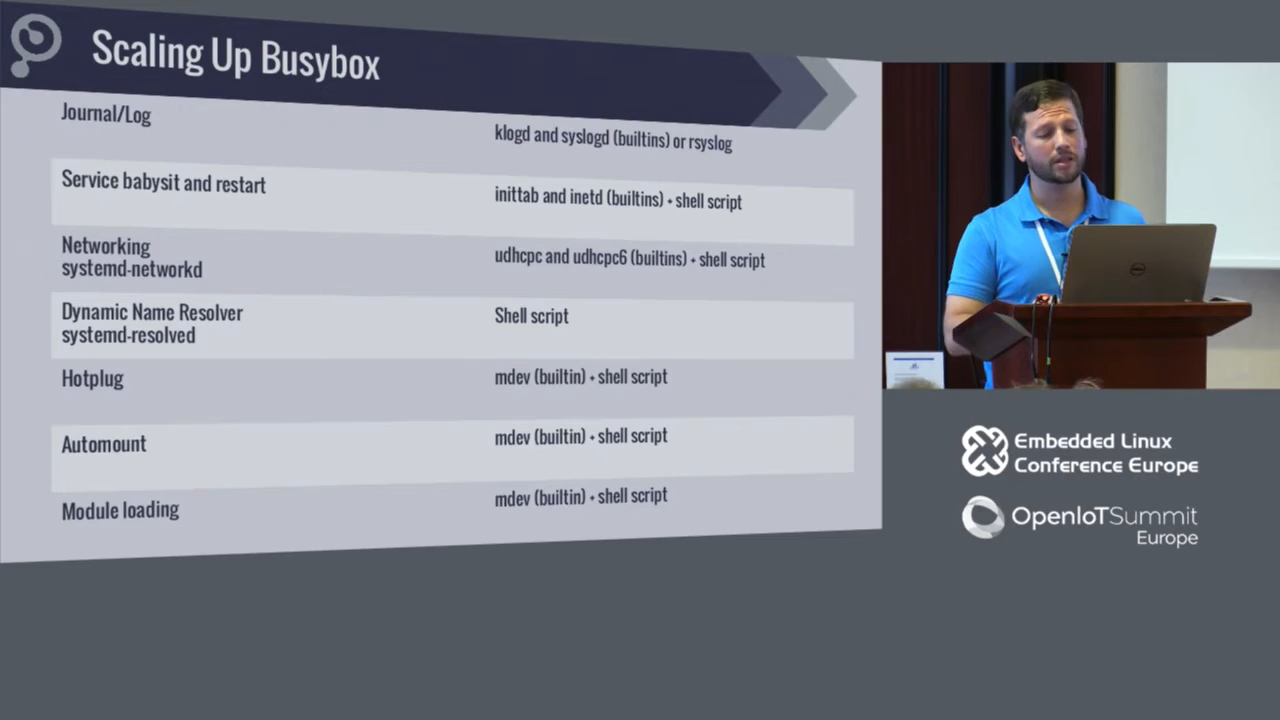 Scaling Up Busybox
Journal/Log
klogd and syslogd (builtins) or rsyslog
Service babysit and restart
inittab and inetd (builtins) + shell script
Networking
systemd-networkd
udhcpc and udhcpc6 (builtins) + shell script
Dynamic Name Resolver
systemd-resolved
Shell script
Hotplug
mdev (builtin) + shell script
Automount
mdev (builtin) + shell script
Module loading
mdev (builtin) + shell script
Embedded Linux
Conference Europe
OpenIoTSummit
Europe